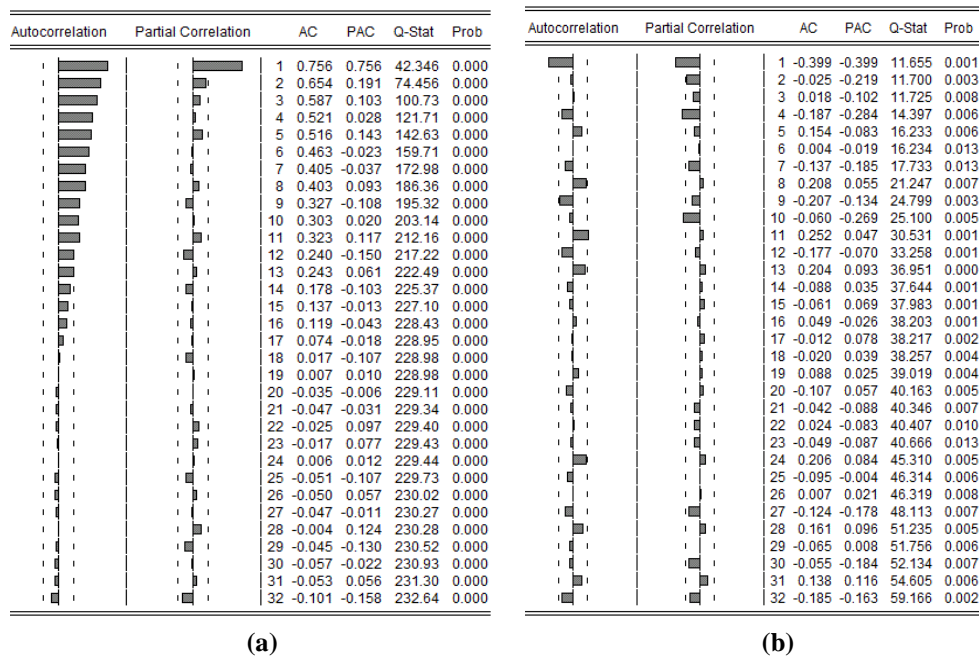 Autocorrelation Partial Correlation AC PAC Q-Stat Prob
1 0.756 0.756 42.346 0.000
2 0.654 0.191 74.456 0.000
3 0.587 0.103 100.73 0.000
4 0.521 0.028 121.71 0.000
5 0.516 0.143 142.63 0.000
6 0.463 -0.023 159.71 0.000
7 0.405 -0.037 172.98 0.000
8 0.403 0.093 186.36 0.000
9 0.327 -0.108 195.32 0.000
10 0.303 0.020 203.14 0.000
11 0.323 0.117 212.16 0.000
12 0.240 -0.150 217.22 0.000
13 0.243 0.061 222.49 0.000
14 0.178 -0.103 225.37 0.000
15 0.137 -0.013 227.10 0.000
16 0.119 -0.043 228.43 0.000
17 0.074 -0.018 228.95 0.000
18 0.017 -0.107 228.98 0.000
19 0.007 0.010 228.98 0.000
20 -0.035 -0.006 229.11 0.000
21 -0.047 -0.031 229.34 0.000
22 -0.025 0.097 229.40 0.000
23 -0.017 0.077 229.43 0.000
24 0.006 0.012 229.44 0.000
25 -0.051 -0.107 229.73 0.000
26 -0.050 0.057 230.02 0.000
27 -0.047 -0.011 230.27 0.000
28 -0.004 0.124 230.28 0.000
29 -0.045 -0.130 230.52 0.000
30 -0.057 -0.022 230.93 0.000
31 -0.053 0.056 231.30 0.000
32 -0.101 -0.158 232.64 0.000
(a)
Autocorrelation Partial Correlation AC PAC Q-Stat Prob
1 -0.399 -0.399 11.655 0.001
2 -0.025 -0.219 11.700 0.003
3 0.018 -0.102 11.725 0.008
4 -0.187 -0.284 14.397 0.006
5 0.154 -0.083 16.233 0.006
6 0.004 -0.019 16.234 0.013
7 -0.137 -0.185 17.733 0.013
8 0.208 0.055 21.247 0.007
9 -0.207 -0.134 24.799 0.003
10 -0.060 -0.269 25.100 0.005
11 0.252 0.047 30.531 0.001
12 -0.177 -0.070 33.258 0.001
13 0.204 0.093 36.951 0.000
14 -0.088 0.035 37.644 0.001
15 -0.061 0.069 37.983 0.001
16 0.049 -0.026 38.203 0.001
17 -0.012 0.078 38.217 0.002
18 -0.020 0.039 38.257 0.004
19 0.088 0.025 39.019 0.004
20 -0.107 0.057 40.163 0.005
21 -0.042 -0.088 40.346 0.007
22 0.024 -0.083 40.407 0.010
23 -0.049 -0.087 40.666 0.013
24 0.206 0.084 45.310 0.005
25 -0.095 -0.004 46.314 0.006
26 0.007 0.021 46.319 0.008
27 -0.124 -0.178 48.113 0.007
28 0.161 0.096 51.235 0.005
29 -0.065 0.008 51.756 0.006
30 -0.055 -0.184 52.134 0.007
31 0.138 0.116 54.605 0.006
32 -0.185 -0.163 59.166 0.002
(b)